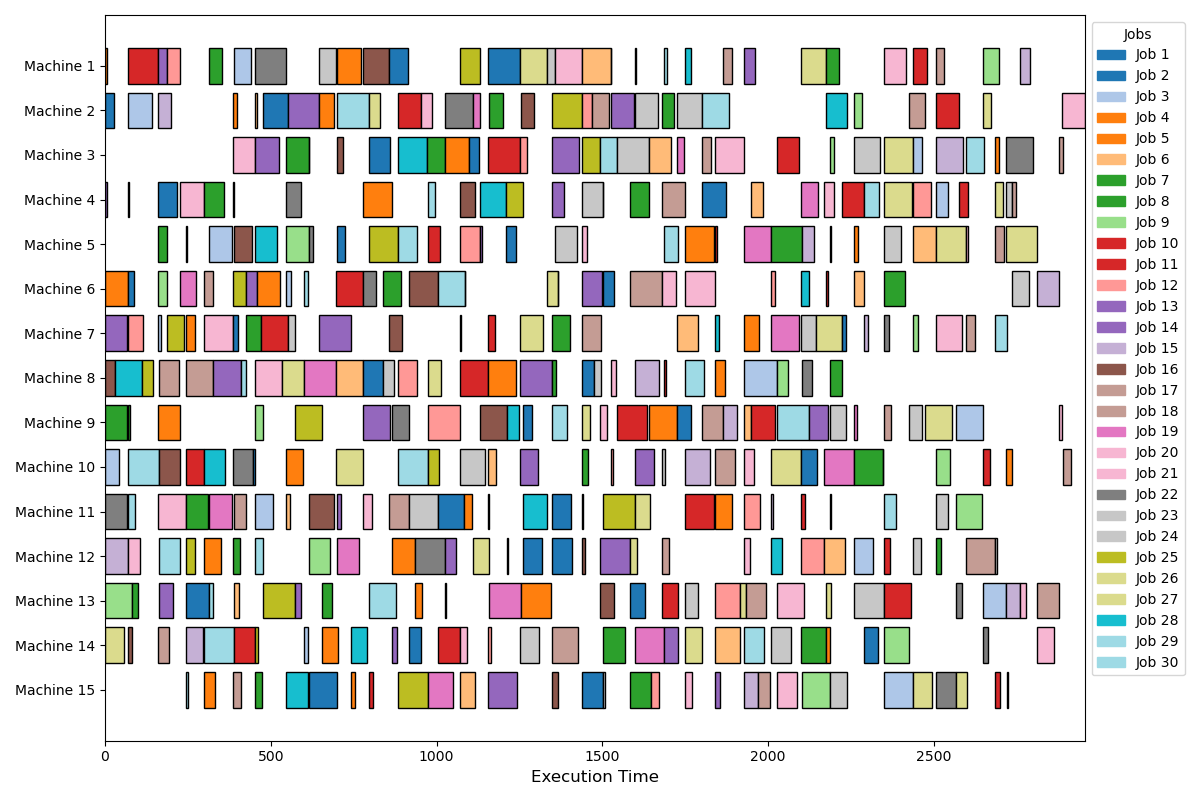 Machine 1
Machine 2
Machine 3
Machine 4
Machine 5
Machine 6
Machine 7
Machine 8
Machine 9
Machine 10
Machine 11
Machine 12
Machine 13
Machine 14
Machine 15
0 500 1000 1500 2000 2500
Execution Time
Jobs
Job 1
Job 2
Job 3
Job 4
Job 5
Job 6
Job 7
Job 8
Job 9
Job 10
Job 11
Job 12
Job 13
Job 14
Job 15
Job 16
Job 17
Job 18
Job 19
Job 20
Job 21
Job 22
Job 23
Job 24
Job 25
Job 26
Job 27
Job 28
Job 29
Job 30